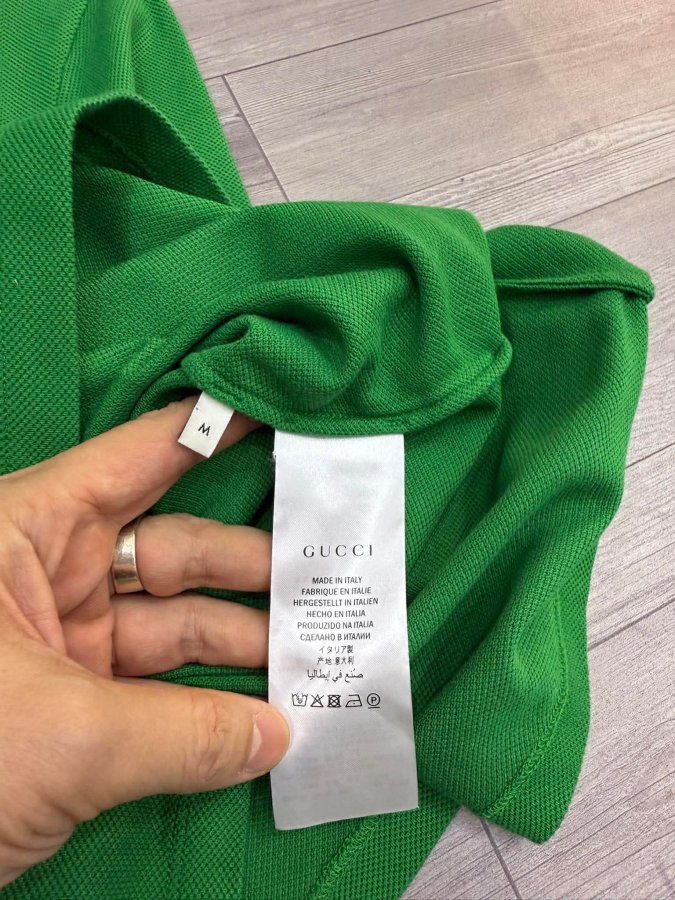 M
GUCCI
MADE IN ITALY
FABRIQUE EN ITALIE
HERGESTELLT IN ITALIEN
HECHO EN ITALIA
PRODUZIDO NA ITALIA
СДЕЛАНО В ИТАЛИИ
イタリア製
产地:意大利
صُنع في إيطاليا